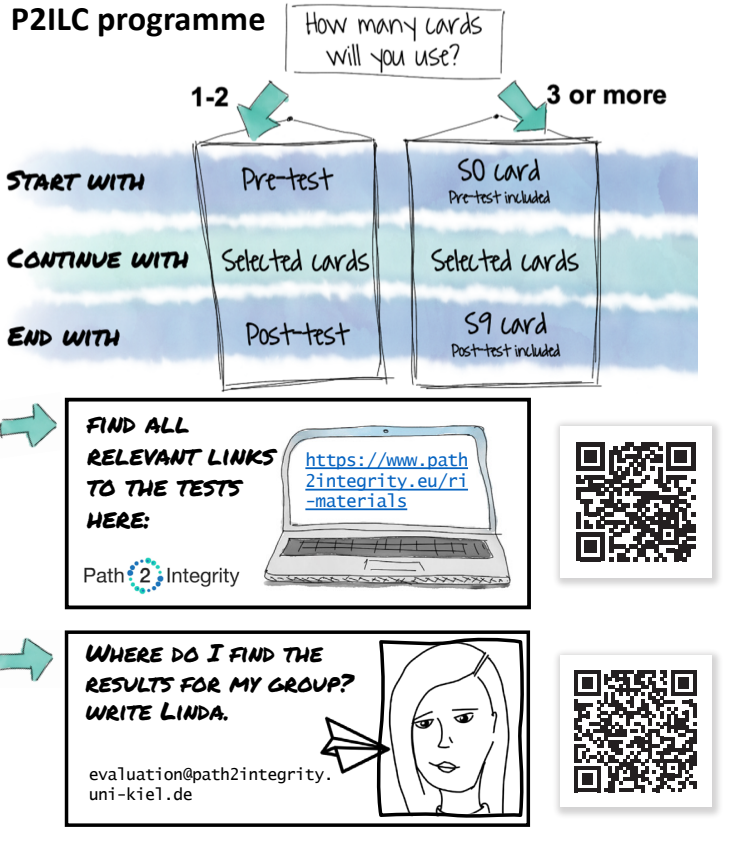 P2ILC programme
How many cards
will you use?
1-2
3 or more
START WITH
Pre-test
S0 card
Pre-test included
CONTINUE WITH
Selected cards
Selected cards
END WITH
Post-test
S9 card
Post-test included
FIND ALL
RELEVANT LINKS
TO THE TESTS
HERE:
https://www.path
2integrity.eu/ri
-materials
Path 2 Integrity
WHERE DO I FIND THE
RESULTS FOR MY GROUP?
WRITE LINDA.
evaluation@path2integrity.
uni-kiel.de